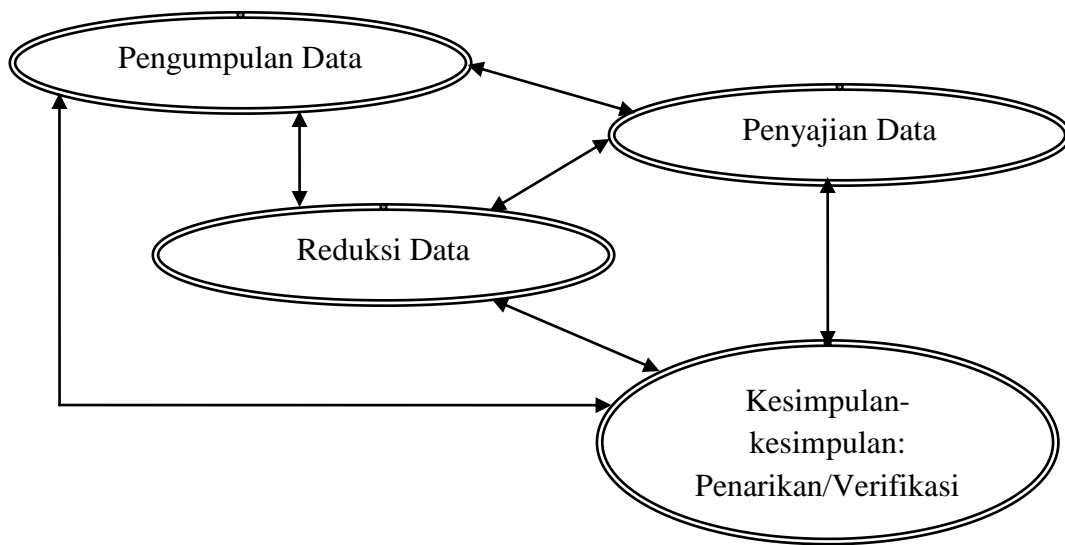 Pengumpulan Data
Penyajian Data
Reduksi Data
Kesimpulan-
kesimpulan:
Penarikan/Verifikasi